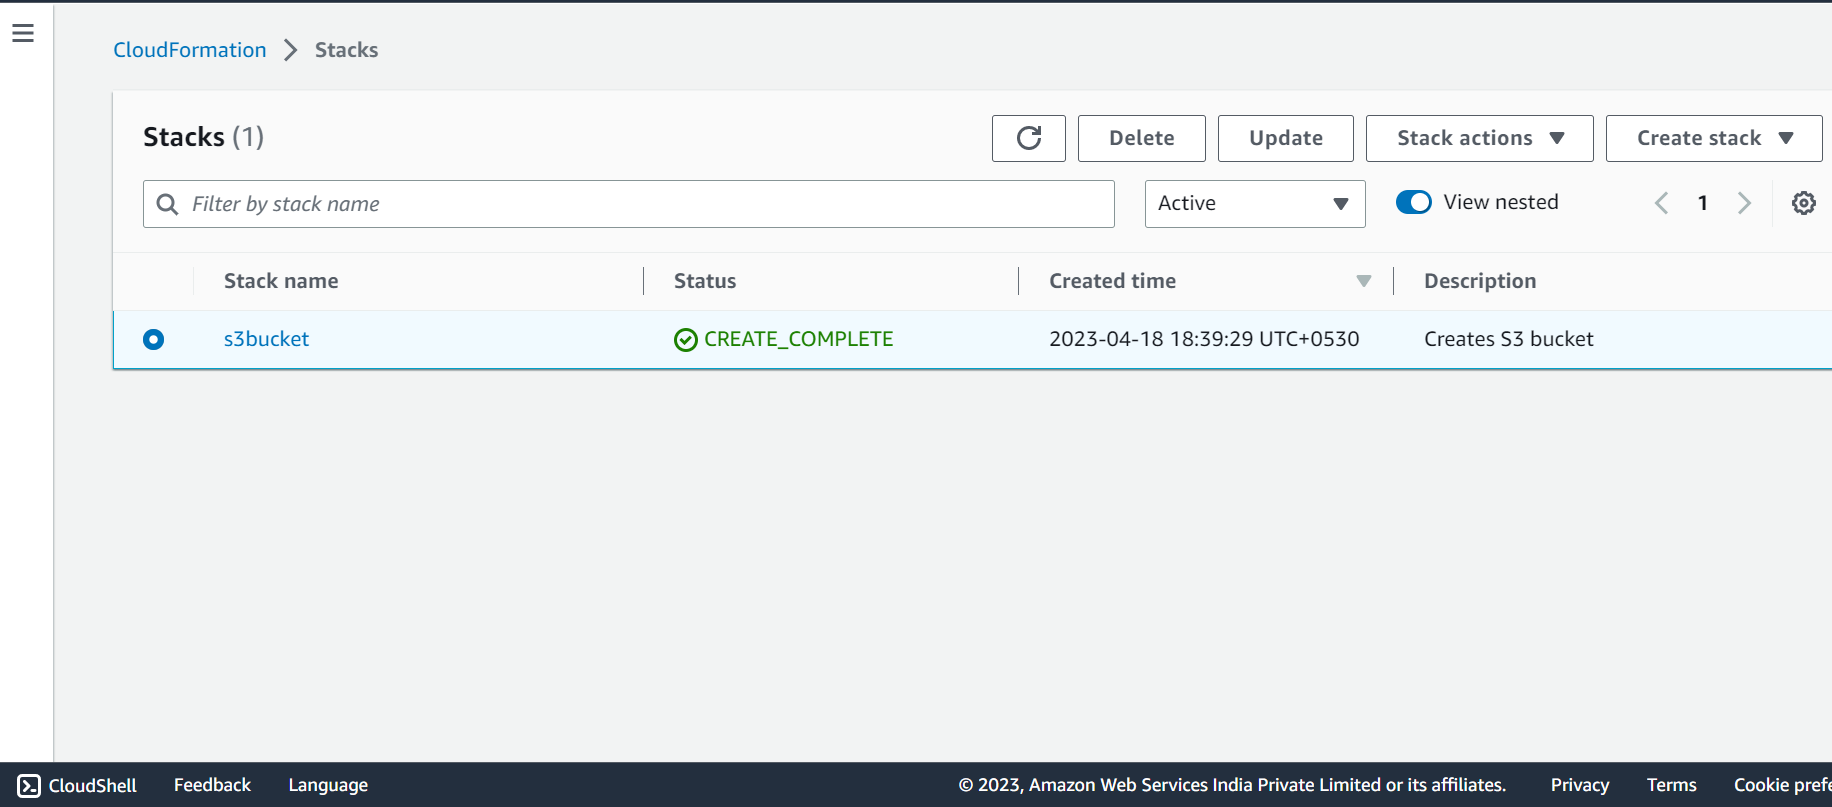 CloudFormation > Stacks
Stacks (1)
Delete
Update
Stack actions
Create stack
Filter by stack name
Active
View nested
1
Stack name Status Created time Description
s3bucket CREATE_COMPLETE 2023-04-18 18:39:29 UTC+0530 Creates S3 bucket
CloudShell Feedback Language © 2023, Amazon Web Services India Private Limited or its affiliates. Privacy Terms Cookie prefe